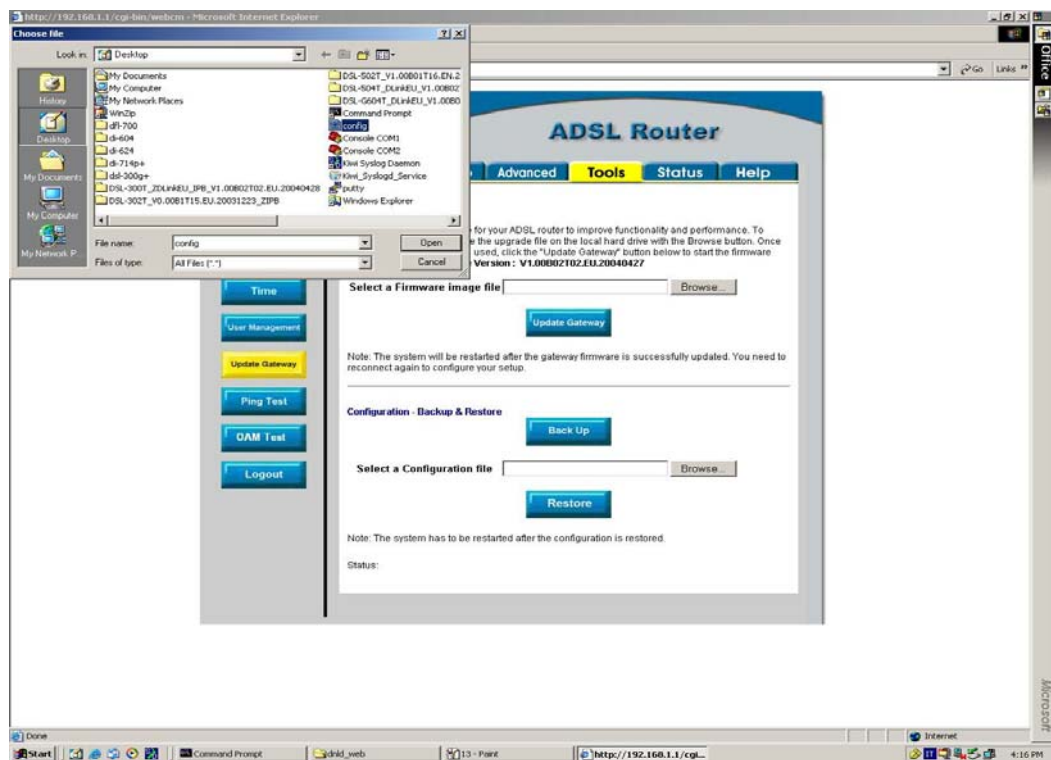 http://192.168.1.1/cgi-bin/webcm - Microsoft Internet Explorer
Choose file
Look in: Desktop
History
Desktop
My Documents
My Computer
My Network P...
My Documents
My Computer
My Network Places
WinZip
dfl-700
di-604
di-624
di-714p+
dsl-300g+
DSL-300T_ZDLinkEU_IPB_V1.00B02T02.EU.20040428
DSL-302T_V0.00B1T15.EU.20031223_ZIPB
DSL-502T_V1.00B01T16.EN.2
DSL-504T_DLinkEU_V1.00B02
DSL-G604T_DLinkEU_V1.00B0
Command Prompt
config
Console COM1
Console COM2
Kiwi Syslog Daemon
Kiwi_Syslogd_Service
putty
Windows Explorer
File name: config Open
Files of type: All Files (*.*) Cancel
Go Links »
Office
ADSL Router
Advanced Tools Status Help
for your ADSL router to improve functionality and performance. To
the upgrade file on the local hard drive with the Browse button. Once
used, click the "Update Gateway" button below to start the firmware
Version : V1.00B02T02.EU.20040427
Select a Firmware image file Browse...
Update Gateway
Note: The system will be restarted after the gateway firmware is successfully updated. You need to
reconnect again to configure your setup.
Time
User Management
Update Gateway
Ping Test
OAM Test
Logout
Configuration - Backup & Restore
Back Up
Select a Configuration file Browse...
Restore
Note: The system has to be restarted after the configuration is restored.
Status:
Microsoft
Done Internet
Start Command Prompt dnld_web 13 - Paint http://192.168.1.1/cgi... 4:16 PM